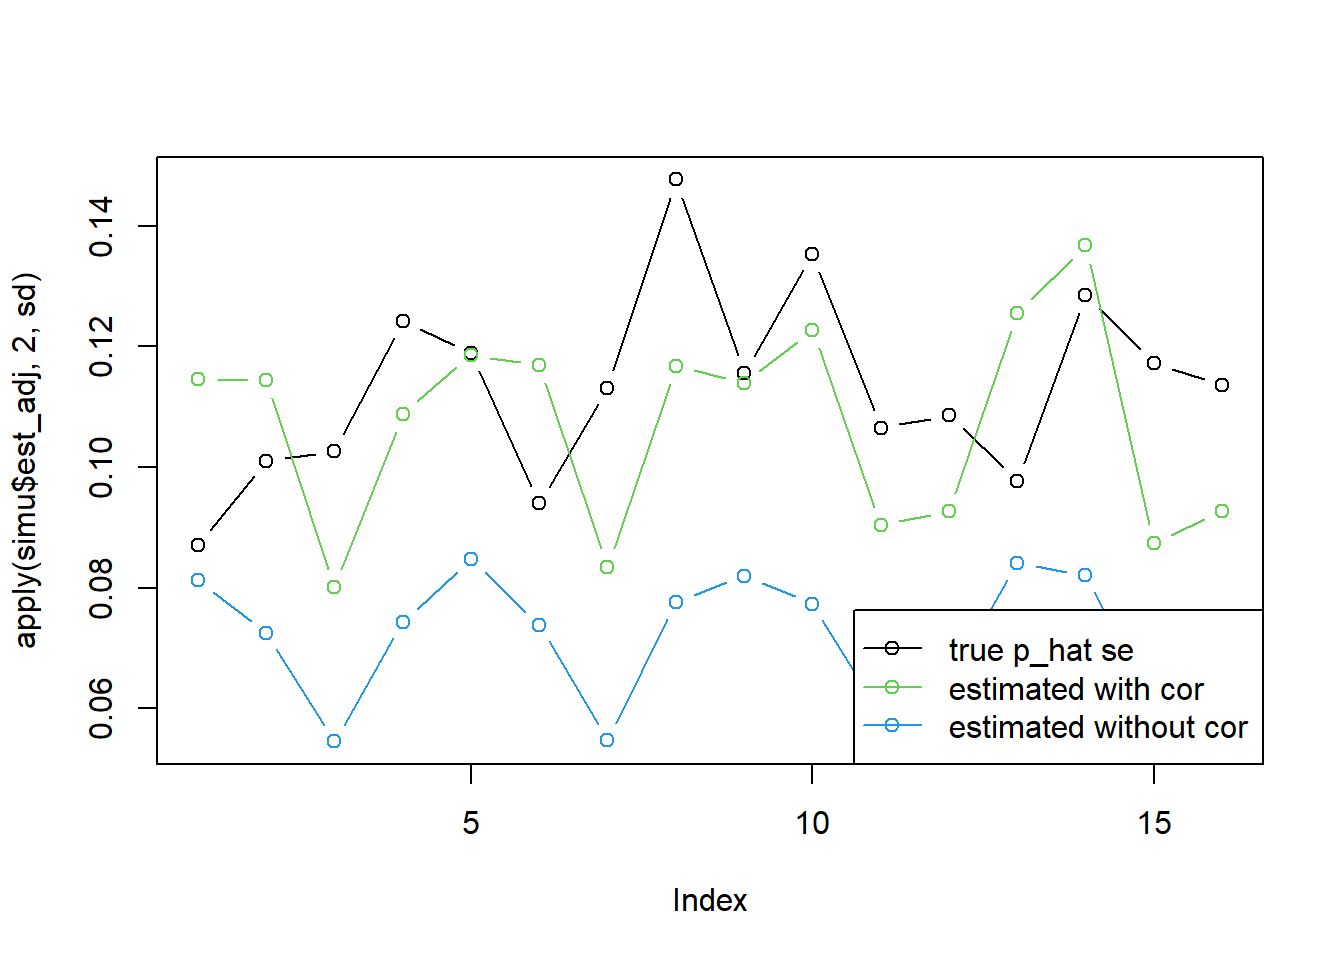 apply(simu$est_adj, 2, sd)
0.14
0.12
0.10
0.08
0.06
true p_hat se
estimated with cor
estimated without cor
5
10
15
Index